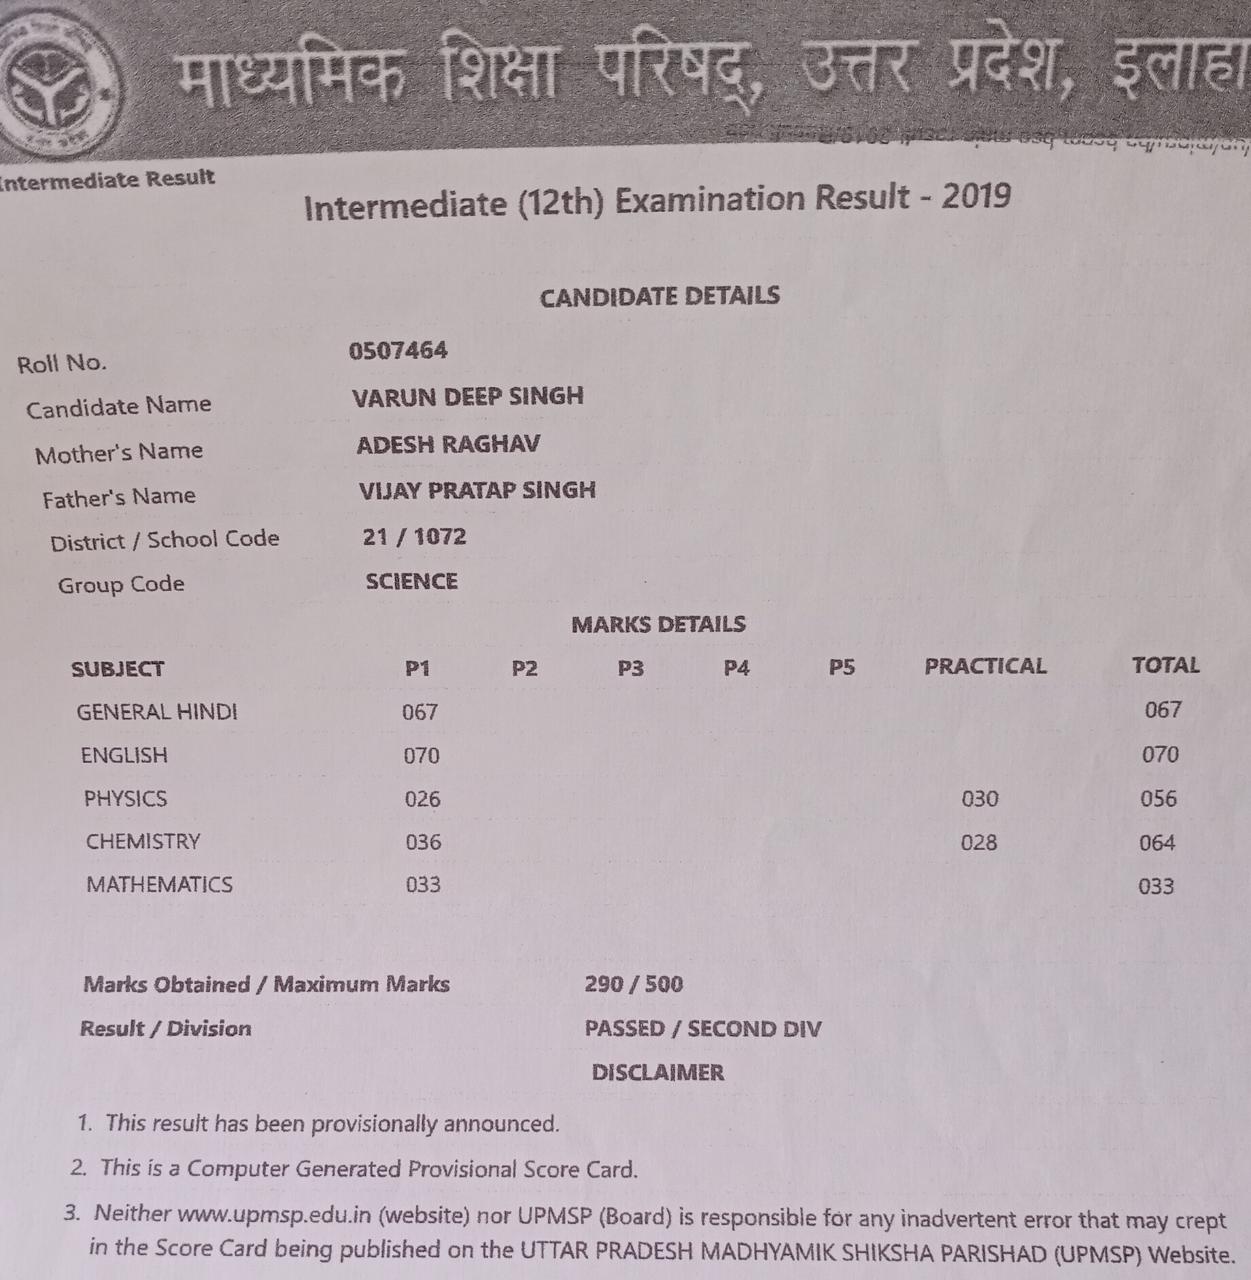 माध्यमिक शिक्षा परिषद्, उत्तर प्रदेश, इलाहा
Intermediate Result
Intermediate (12th) Examination Result - 2019
CANDIDATE DETAILS
Roll No. 0507464
Candidate Name VARUN DEEP SINGH
Mother's Name ADESH RAGHAV
Father's Name VIJAY PRATAP SINGH
District / School Code 21 / 1072
Group Code SCIENCE
MARKS DETAILS
SUBJECT P1 P2 P3 P4 P5 PRACTICAL TOTAL
GENERAL HINDI 067 067
ENGLISH 070 070
PHYSICS 026 030 056
CHEMISTRY 036 028 064
MATHEMATICS 033 033
Marks Obtained / Maximum Marks 290 / 500
Result / Division PASSED / SECOND DIV
DISCLAIMER
1. This result has been provisionally announced.
2. This is a Computer Generated Provisional Score Card.
3. Neither www.upmsp.edu.in (website) nor UPMSP (Board) is responsible for any inadvertent error that may crept
in the Score Card being published on the UTTAR PRADESH MADHYAMIK SHIKSHA PARISHAD (UPMSP) Website.